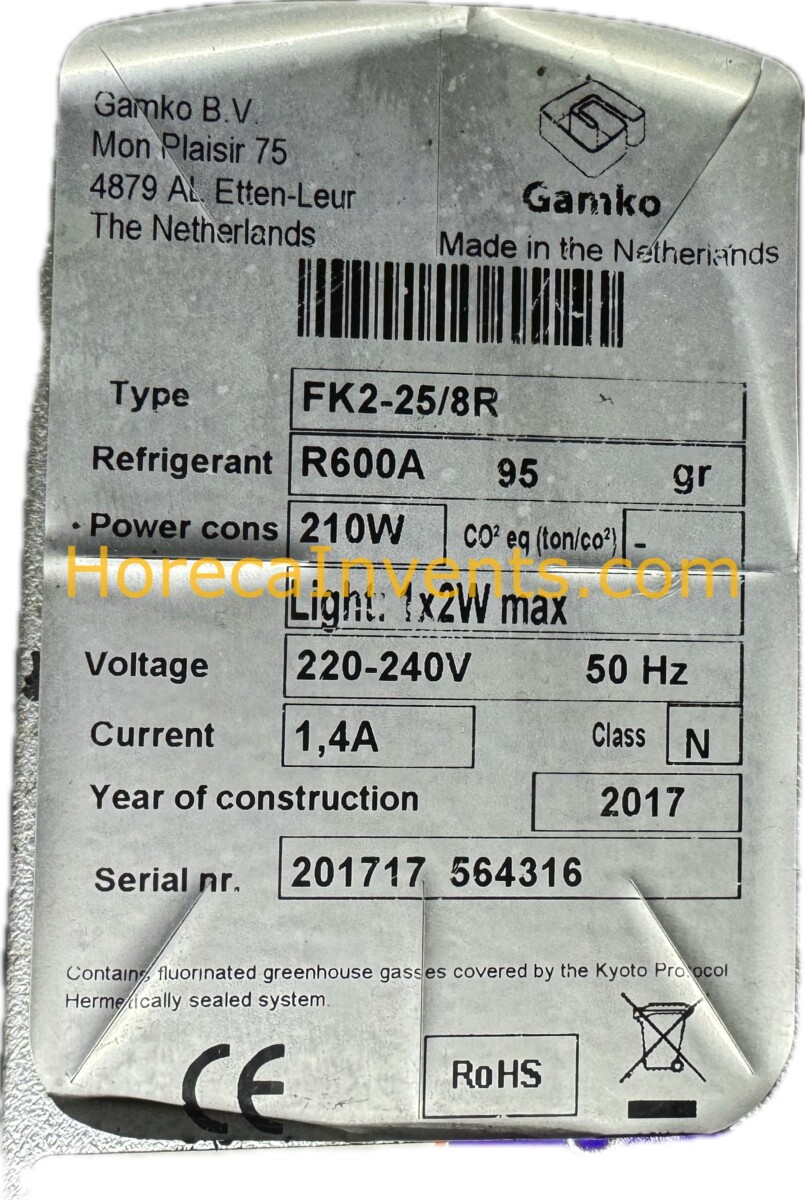 Gamko B.V.
Mon Plaisir 75
4879 AL Etten-Leur
The Netherlands
Gamko
Made in the Netherlands
Type FK2-25/8R
Refrigerant R600A 95 gr
Power cons 210W CO² eq (ton/co²) -
HorecaInvents.com
Light: 1x2W max
Voltage 220-240V 50 Hz
Current 1,4A Class N
Year of construction 2017
Serial nr. 201717 564316
Contains fluorinated greenhouse gasses covered by the Kyoto Protocol
Hermetically sealed system.
CE
RoHS